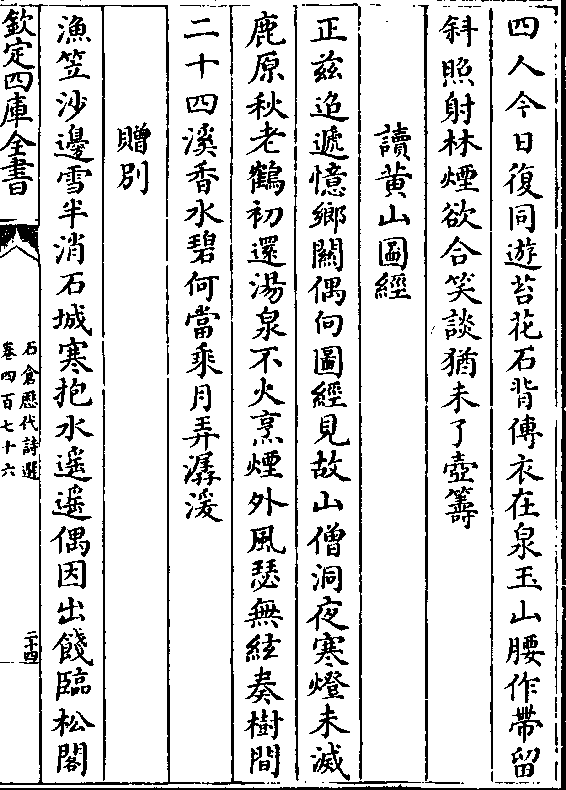 四人今日復同遊苔花石背傳衣在泉玉山腰作帶留
斜照射林煙欲合笑談猶未了壺籌
讀黄山圖經
正兹迢遞憶鄉關偶向圖經見故山僧洞夜寒燈未滅
鹿原秋老鶴初還湯泉不火烹煙外風瑟無絃奏樹間
二十四溪香水碧何當乘月弄潺湲
贈别
漁笠沙邊雪半消石城寒抱水遥遥偶因出餞臨松閣
欽定四庫全書
石倉歷代詩選
卷四百七十六
二十四